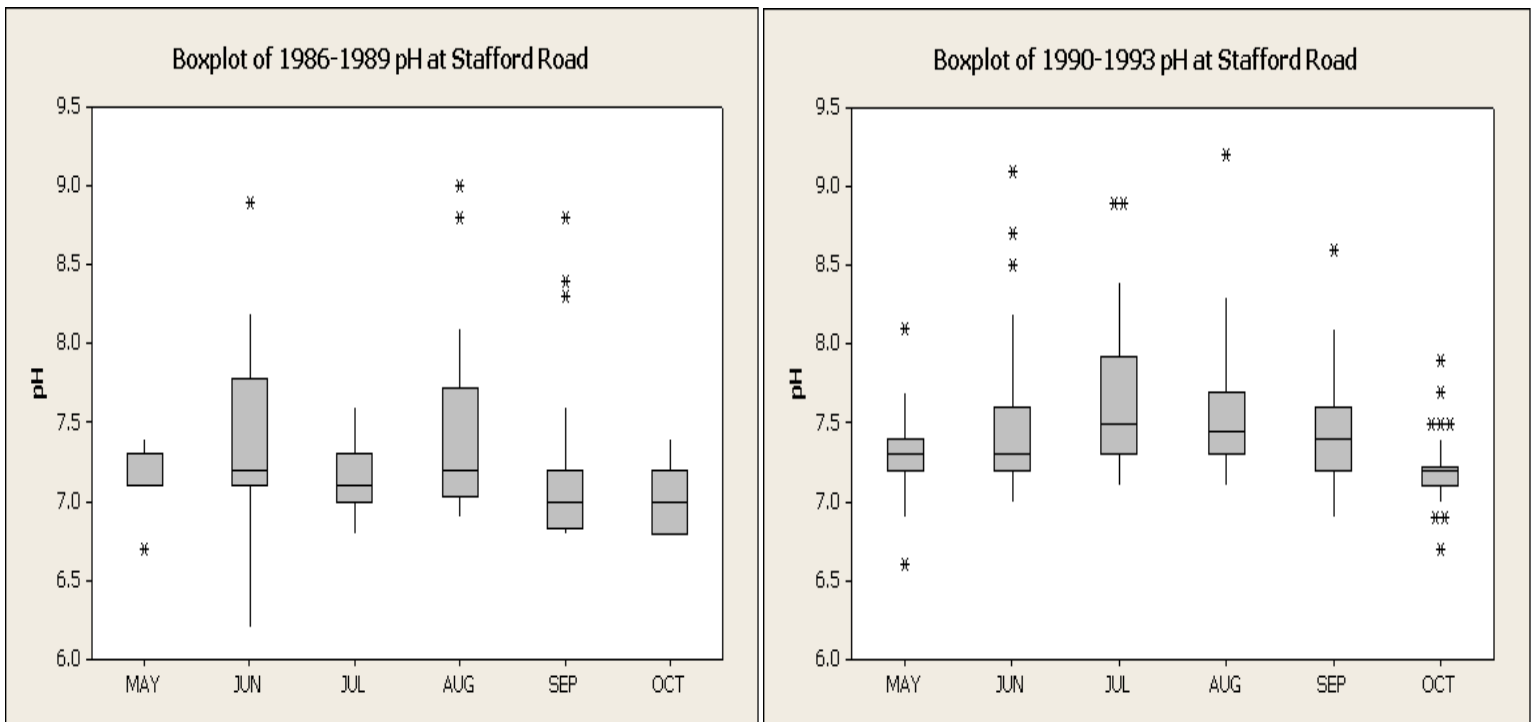 Boxplot of 1986-1989 pH at Stafford Road
9.5
9.0
8.5
8.0
7.5
7.0
6.5
6.0
pH
MAY JUN JUL AUG SEP OCT
Boxplot of 1990-1993 pH at Stafford Road
9.5
9.0
8.5
8.0
7.5
7.0
6.5
6.0
pH
MAY JUN JUL AUG SEP OCT